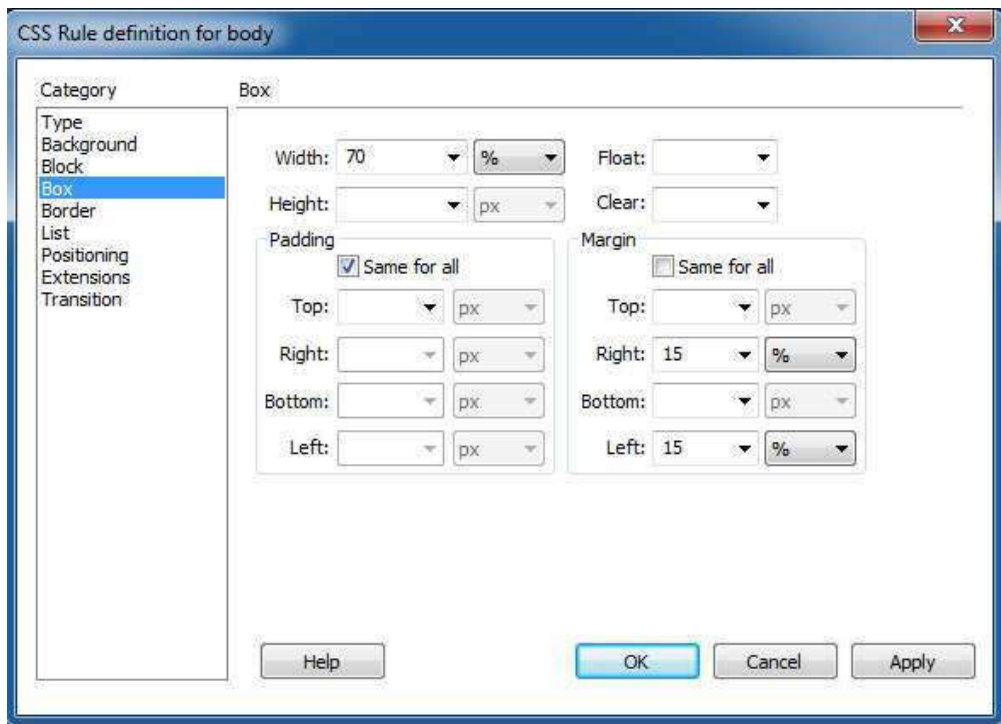 CSS Rule definition for body
Category
Box
Type
Background
Block
Box
Border
List
Positioning
Extensions
Transition
Width: 70 %
Float:
Height: px
Clear:
Padding
Same for all
Top: px
Right: px
Bottom: px
Left: px
Margin
Same for all
Top: px
Right: 15 %
Bottom: px
Left: 15 %
Help
OK
Cancel
Apply